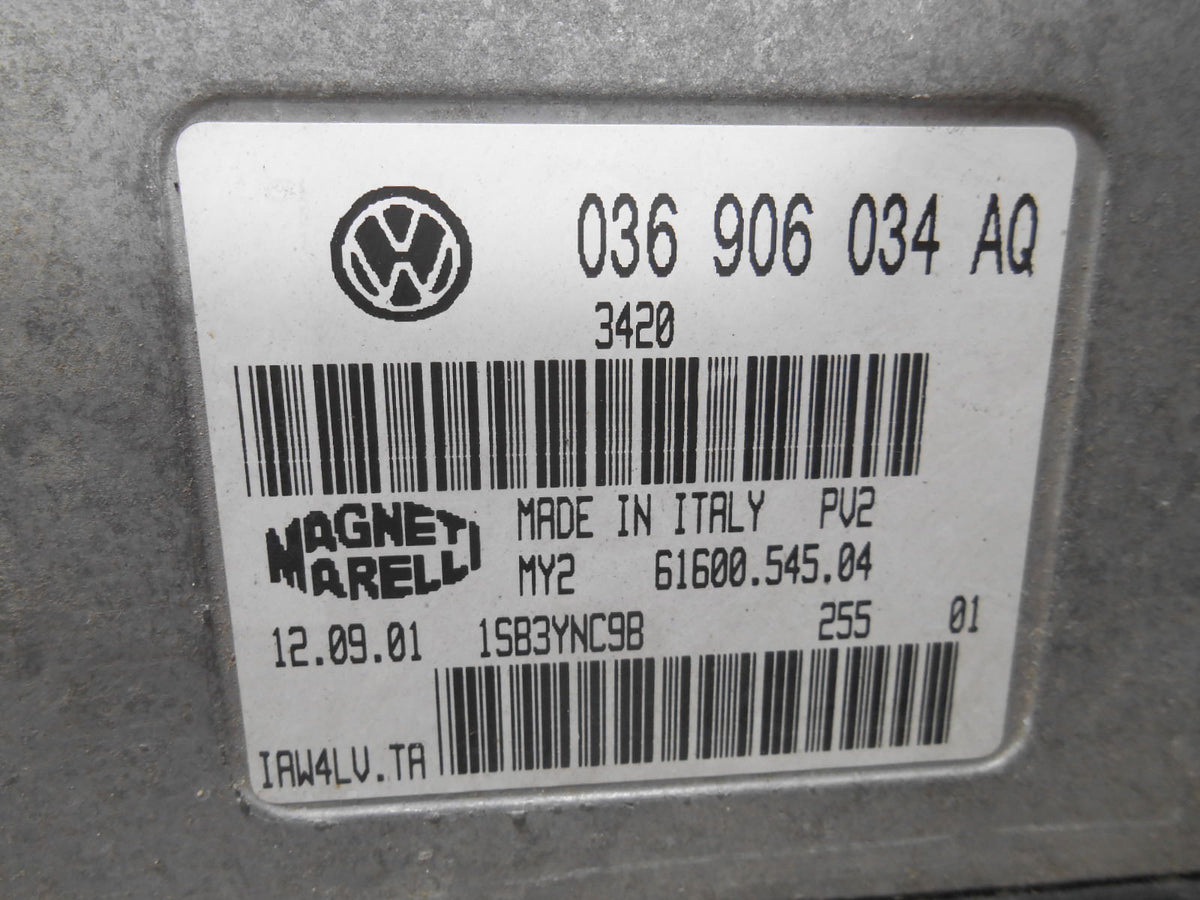 036 906 034 AQ
3420
MAGNETI MARELLI
MADE IN ITALY PV2
MY2 61600.545.04
12.09.01 1SB3YNC9B 255 01
IAW4LV.TA